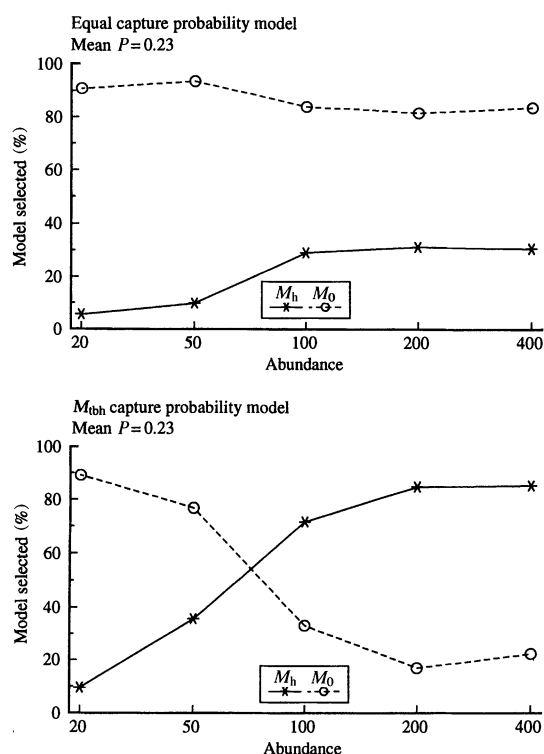 Equal capture probability model
Mean P=0.23
100
80
60
40
20
0
Model selected (%)
Mh M0
20 50 100 200 400
Abundance
Mtbh capture probability model
Mean P=0.23
100
80
60
40
20
0
Model selected (%)
Mh M0
20 50 100 200 400
Abundance